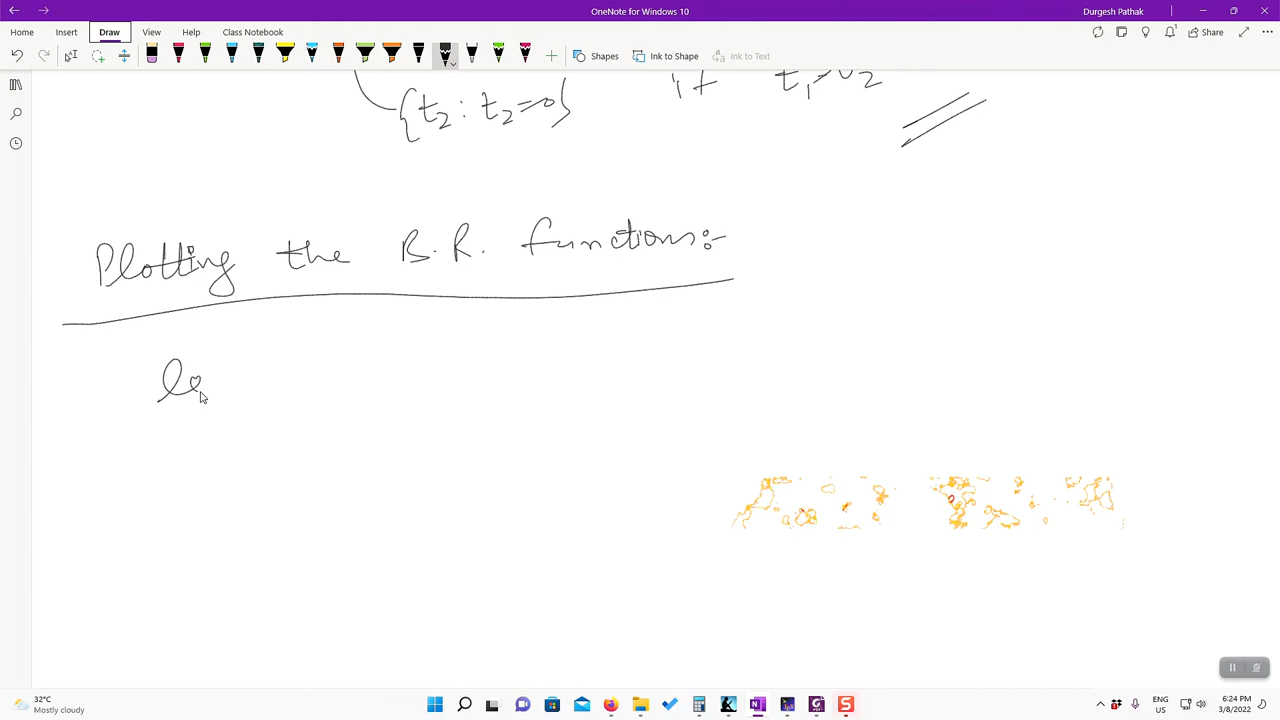 OneNote for Windows 10
Durgesh Pathak
Home Insert Draw View Help Class Notebook
Share
Shapes Ink to Shape Ink to Text
{t2 : t2=0} if
Plotting the B.R. functions:-
le
32°C
Mostly cloudy
ENG
US
6:24 PM
3/8/2022